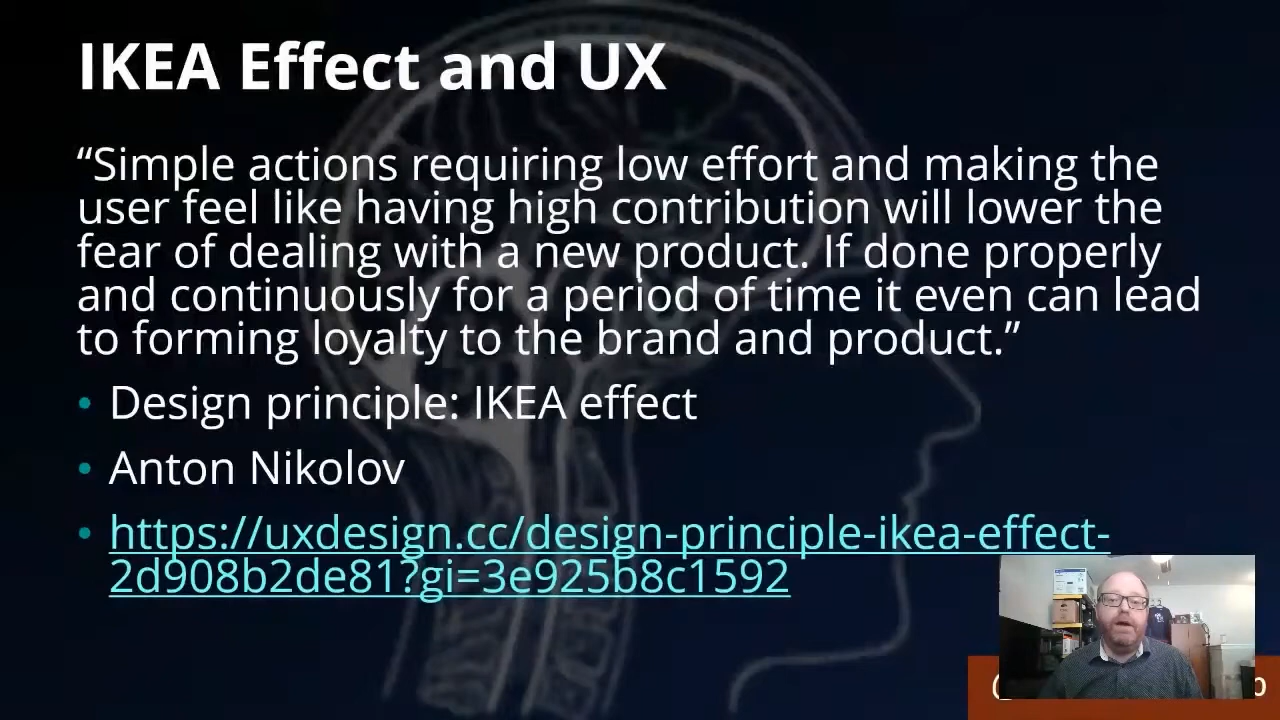 IKEA Effect and UX
“Simple actions requiring low effort and making the
user feel like having high contribution will lower the
fear of dealing with a new product. If done properly
and continuously for a period of time it even can lead
to forming loyalty to the brand and product.”
• Design principle: IKEA effect
• Anton Nikolov
• https://uxdesign.cc/design-principle-ikea-effect-
2d908b2de81?gi=3e925b8c1592